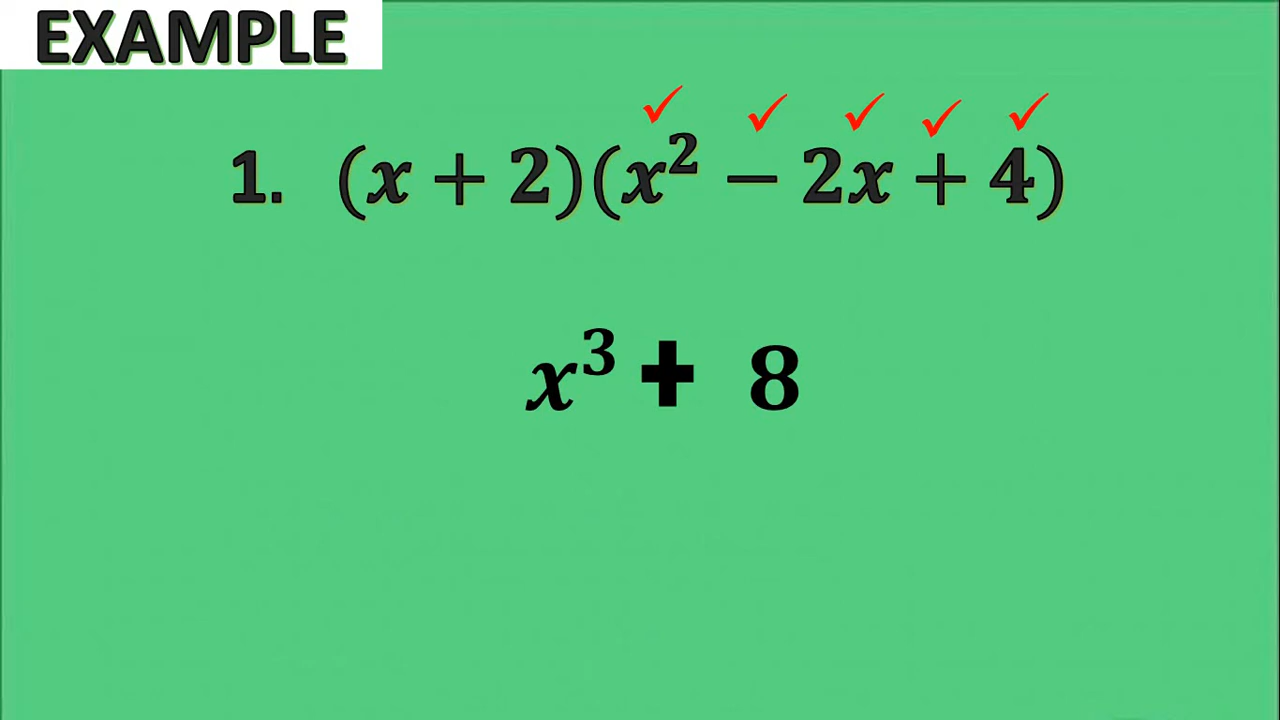 EXAMPLE
✓ ✓ ✓ ✓ ✓
1. (x + 2)(x² − 2x + 4)
x³ + 8